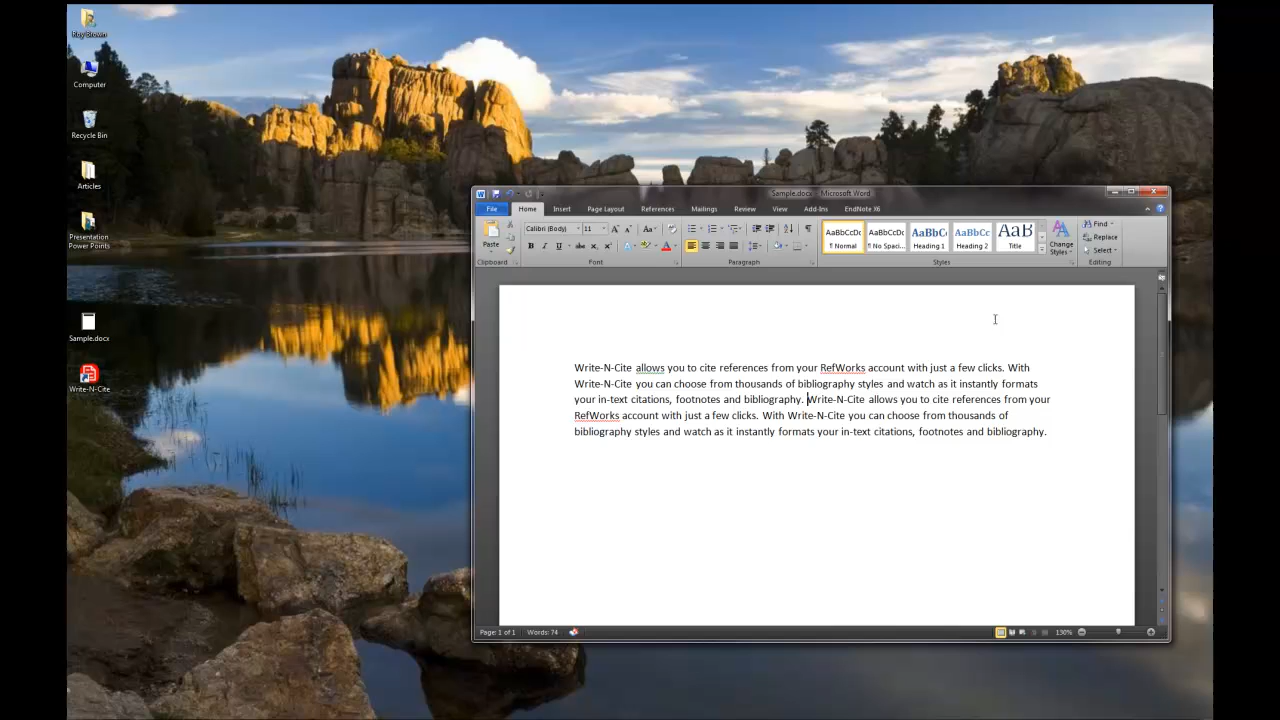 Roy Brown
Computer
Recycle Bin
Articles
Presentation
Power Points
Sample.docx
Write-N-Cite
Sample.docx - Microsoft Word
File Home Insert Page Layout References Mailings Review View Add-Ins EndNote X6
Paste
Clipboard
Calibri (Body) 11
Font
Paragraph
AaBbCcDc AaBbCcDc AaBbC AaBbCc AaB
¶ Normal ¶ No Spaci... Heading 1 Heading 2 Title
Change
Styles
Styles
Find
Replace
Select
Editing
Write-N-Cite allows you to cite references from your RefWorks account with just a few clicks. With
Write-N-Cite you can choose from thousands of bibliography styles and watch as it instantly formats
your in-text citations, footnotes and bibliography. Write-N-Cite allows you to cite references from your
RefWorks account with just a few clicks. With Write-N-Cite you can choose from thousands of
bibliography styles and watch as it instantly formats your in-text citations, footnotes and bibliography.
Page: 1 of 1 Words: 74 130%